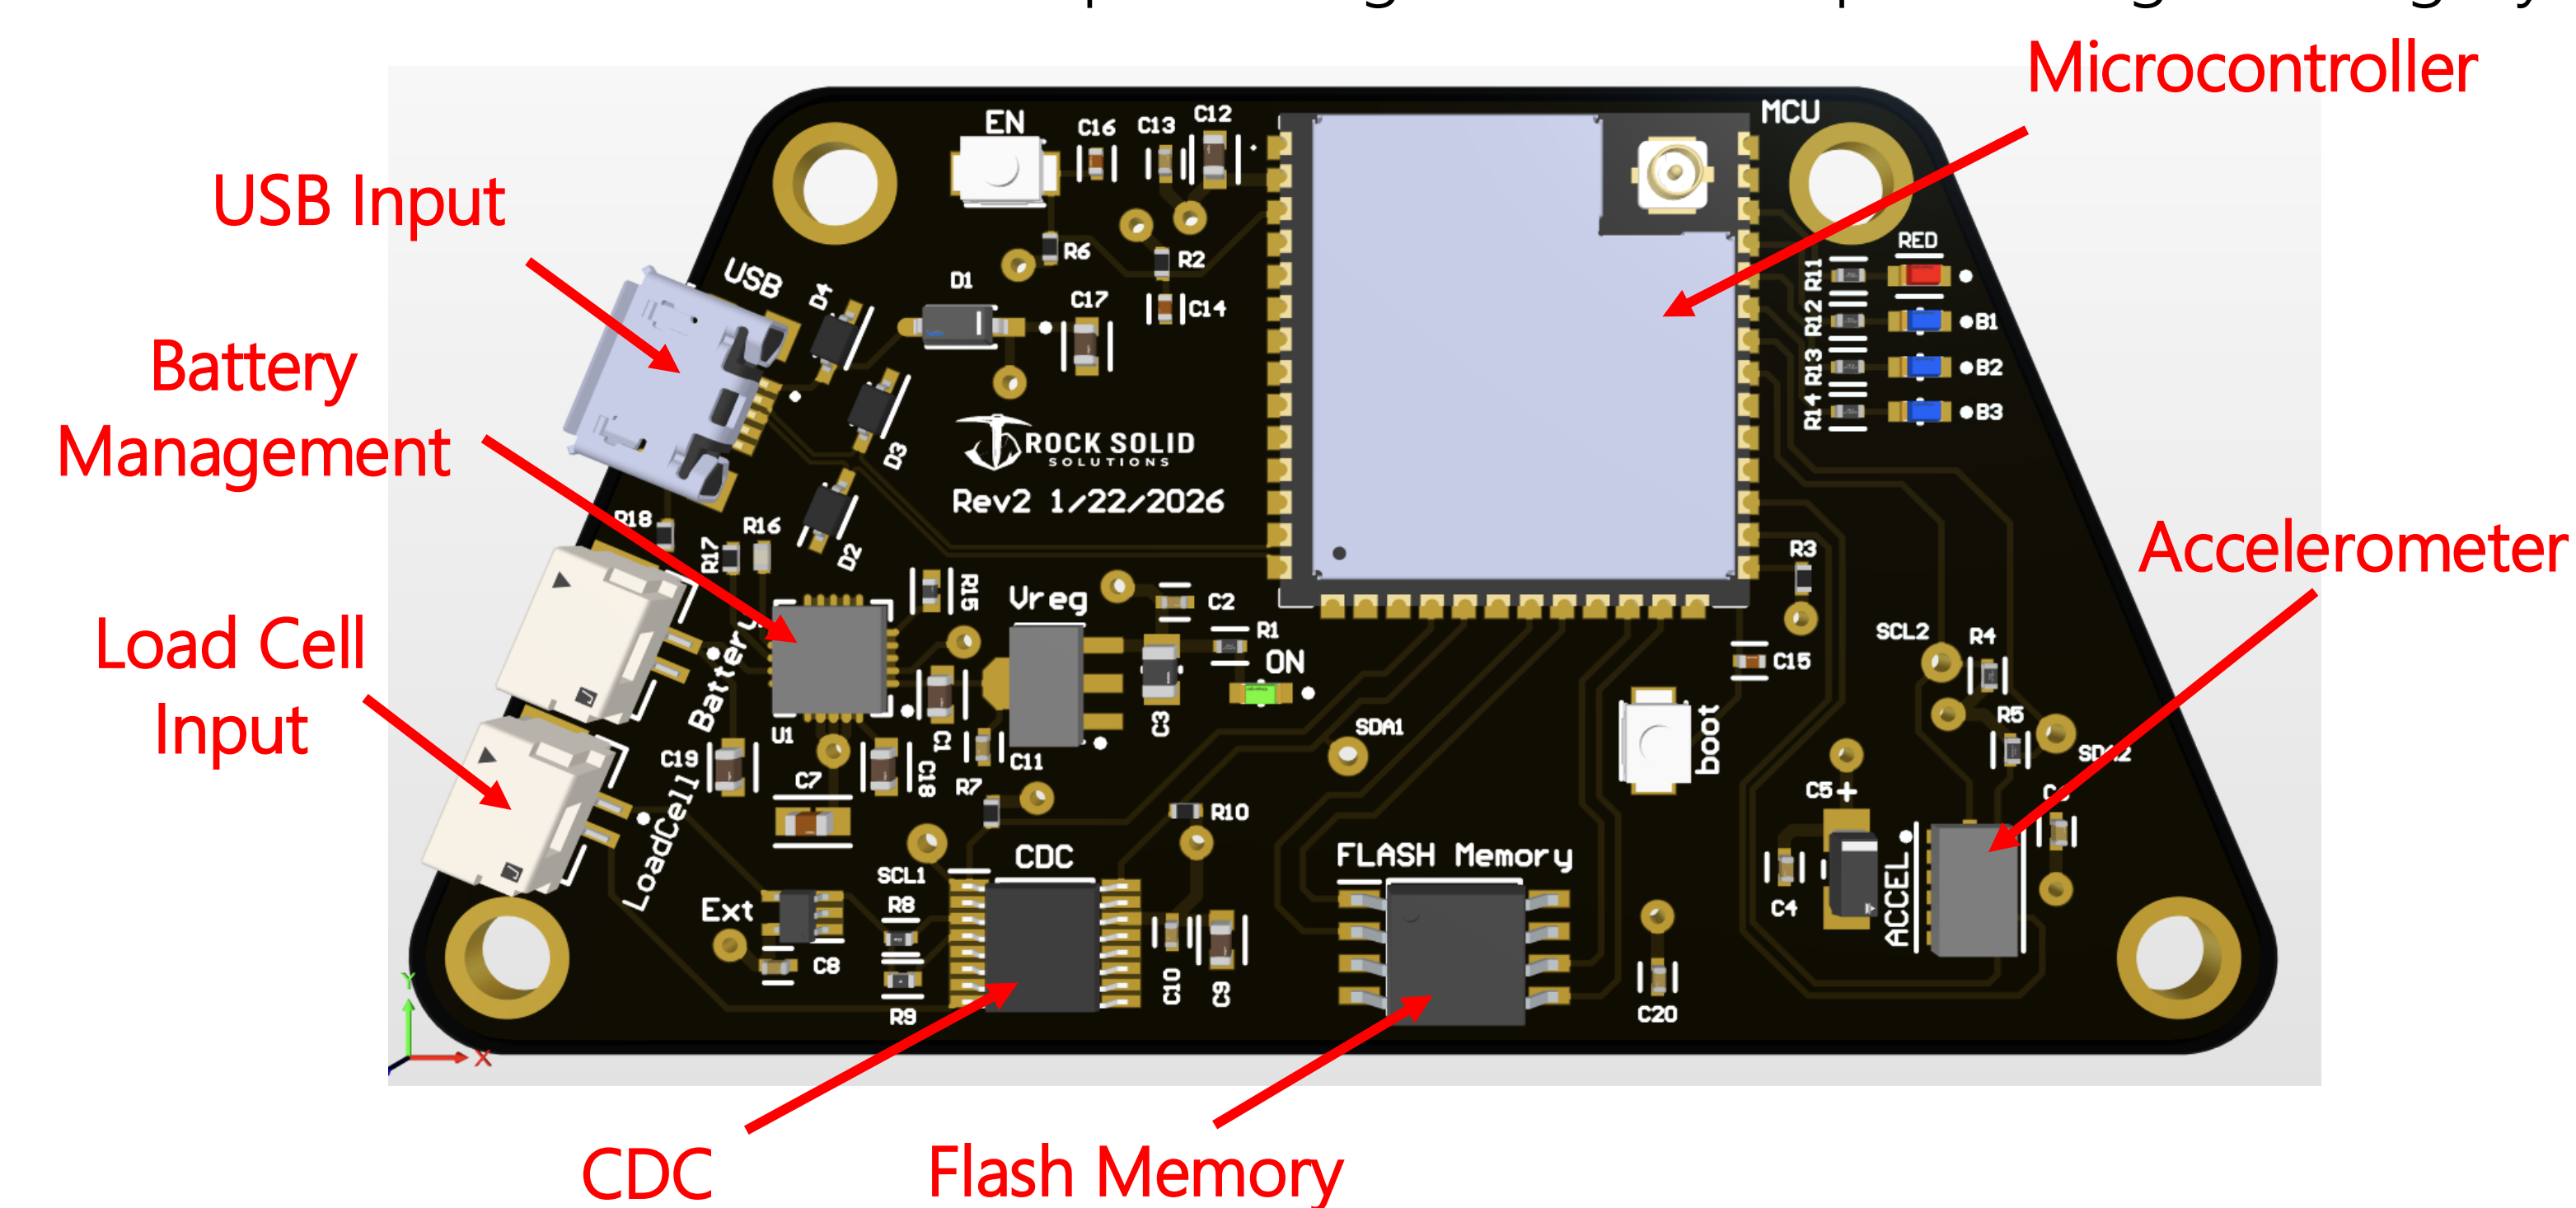 Microcontroller
USB Input
Battery
Management
Load Cell
Input
Accelerometer
CDC
Flash Memory
EN
C16
C13
C12
MCU
R6
R2
D1
C17
C14
USB
D4
D3
D2
RED
R11
R12
B1
R13
B2
R14
B3
ROCK SOLID
SOLUTIONS
Rev2 1/22/2026
R18
R17
R16
R15
Vreg
C2
R1
ON
R3
C15
SCL2
R4
R5
SDA2
Battery
U1
C1
C3
C11
C19
C7
C18
R7
R10
SDA1
boot
C5+
LoadCell
SCL1
CDC
FLASH Memory
Ext
R8
C8
R9
C10
C9
C20
C4
ACCEL
Y
X